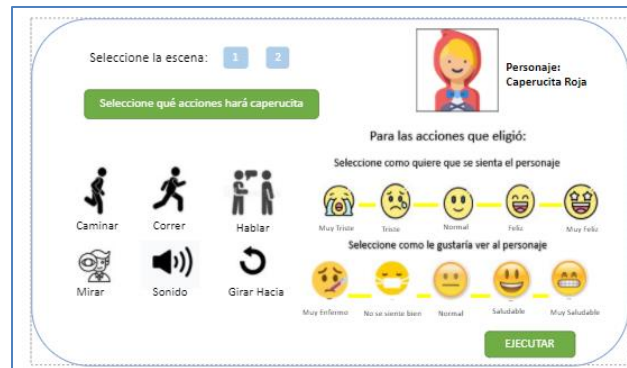 Seleccione la escena: 1 2
Personaje:
Caperucita Roja
Seleccione qué acciones hará caperucita
Para las acciones que eligió:
Seleccione como quiere que se sienta el personaje
Caminar Correr Hablar
Muy Triste Triste Normal Feliz Muy Feliz
Seleccione como le gustaría ver al personaje
Mirar Sonido Girar Hacia
Muy Enfermo No se siente bien Normal Saludable Muy Saludable
EJECUTAR